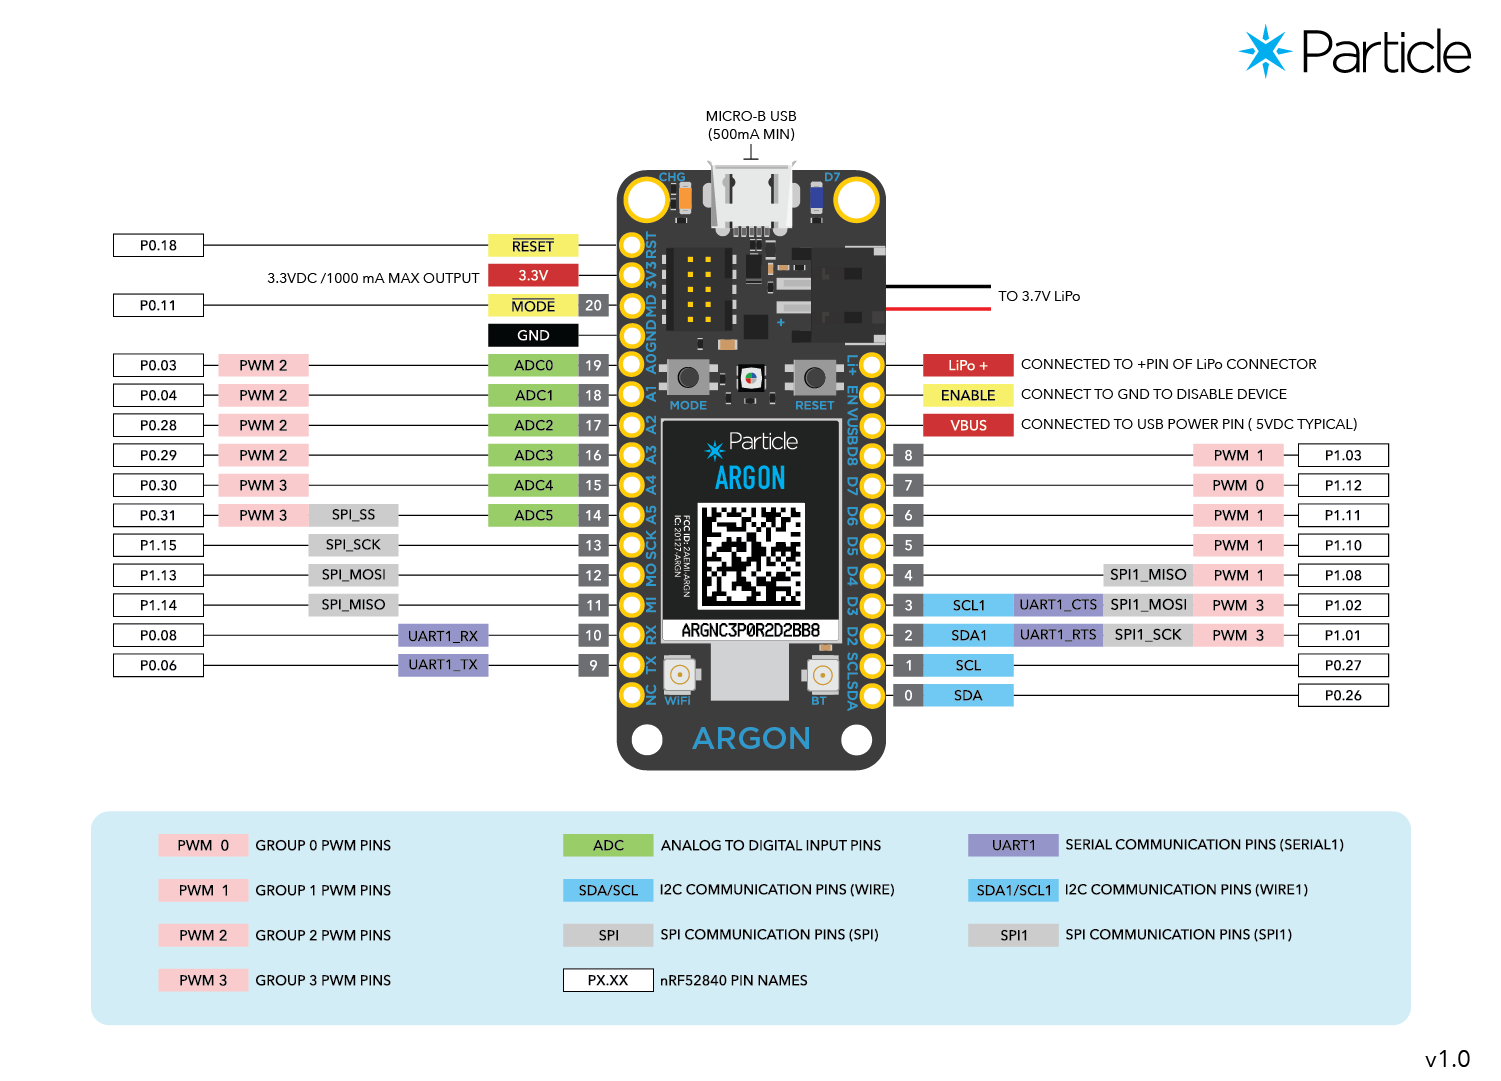 Particle
MICRO-B USB
(500mA MIN)
CHG
D7
P0.18 RESET RST
3.3VDC /1000 mA MAX OUTPUT 3.3V 3V3
TO 3.7V LiPo
P0.11 MODE 20 MD
+
GND GND
P0.03 PWM 2 ADC0 19 A0
Li+ LiPo + CONNECTED TO +PIN OF LiPo CONNECTOR
P0.04 PWM 2 ADC1 18 A1
EN ENABLE CONNECT TO GND TO DISABLE DEVICE
MODE RESET
P0.28 PWM 2 ADC2 17 A2
VUSB VBUS CONNECTED TO USB POWER PIN ( 5VDC TYPICAL)
Particle
ARGON
P0.29 PWM 2 ADC3 16 A3
D8 8 PWM 1 P1.03
P0.30 PWM 3 ADC4 15 A4
D7 7 PWM 0 P1.12
P0.31 PWM 3 SPI_SS ADC5 14 A5
D6 6 PWM 1 P1.11
P1.15 SPI_SCK 13 SCK
D5 5 PWM 1 P1.10
FCC ID: 2AEMI-ARGN
IC: 20127-ARGN
P1.13 SPI_MOSI 12 MO
D4 4 SPI1_MISO PWM 1 P1.08
P1.14 SPI_MISO 11 MI
D3 3 SCL1 UART1_CTS SPI1_MOSI PWM 3 P1.02
ARGNC3P0R2D2BB8
P0.08 UART1_RX 10 RX
D2 2 SDA1 UART1_RTS SPI1_SCK PWM 3 P1.01
P0.06 UART1_TX 9 TX
SCL 1 SCL P0.27
NC
SDA 0 SDA P0.26
WiFi BT
ARGON
PWM 0 GROUP 0 PWM PINS
ADC ANALOG TO DIGITAL INPUT PINS
UART1 SERIAL COMMUNICATION PINS (SERIAL1)
PWM 1 GROUP 1 PWM PINS
SDA/SCL I2C COMMUNICATION PINS (WIRE)
SDA1/SCL1 I2C COMMUNICATION PINS (WIRE1)
PWM 2 GROUP 2 PWM PINS
SPI SPI COMMUNICATION PINS (SPI)
SPI1 SPI COMMUNICATION PINS (SPI1)
PWM 3 GROUP 3 PWM PINS
PX.XX nRF52840 PIN NAMES
v1.0